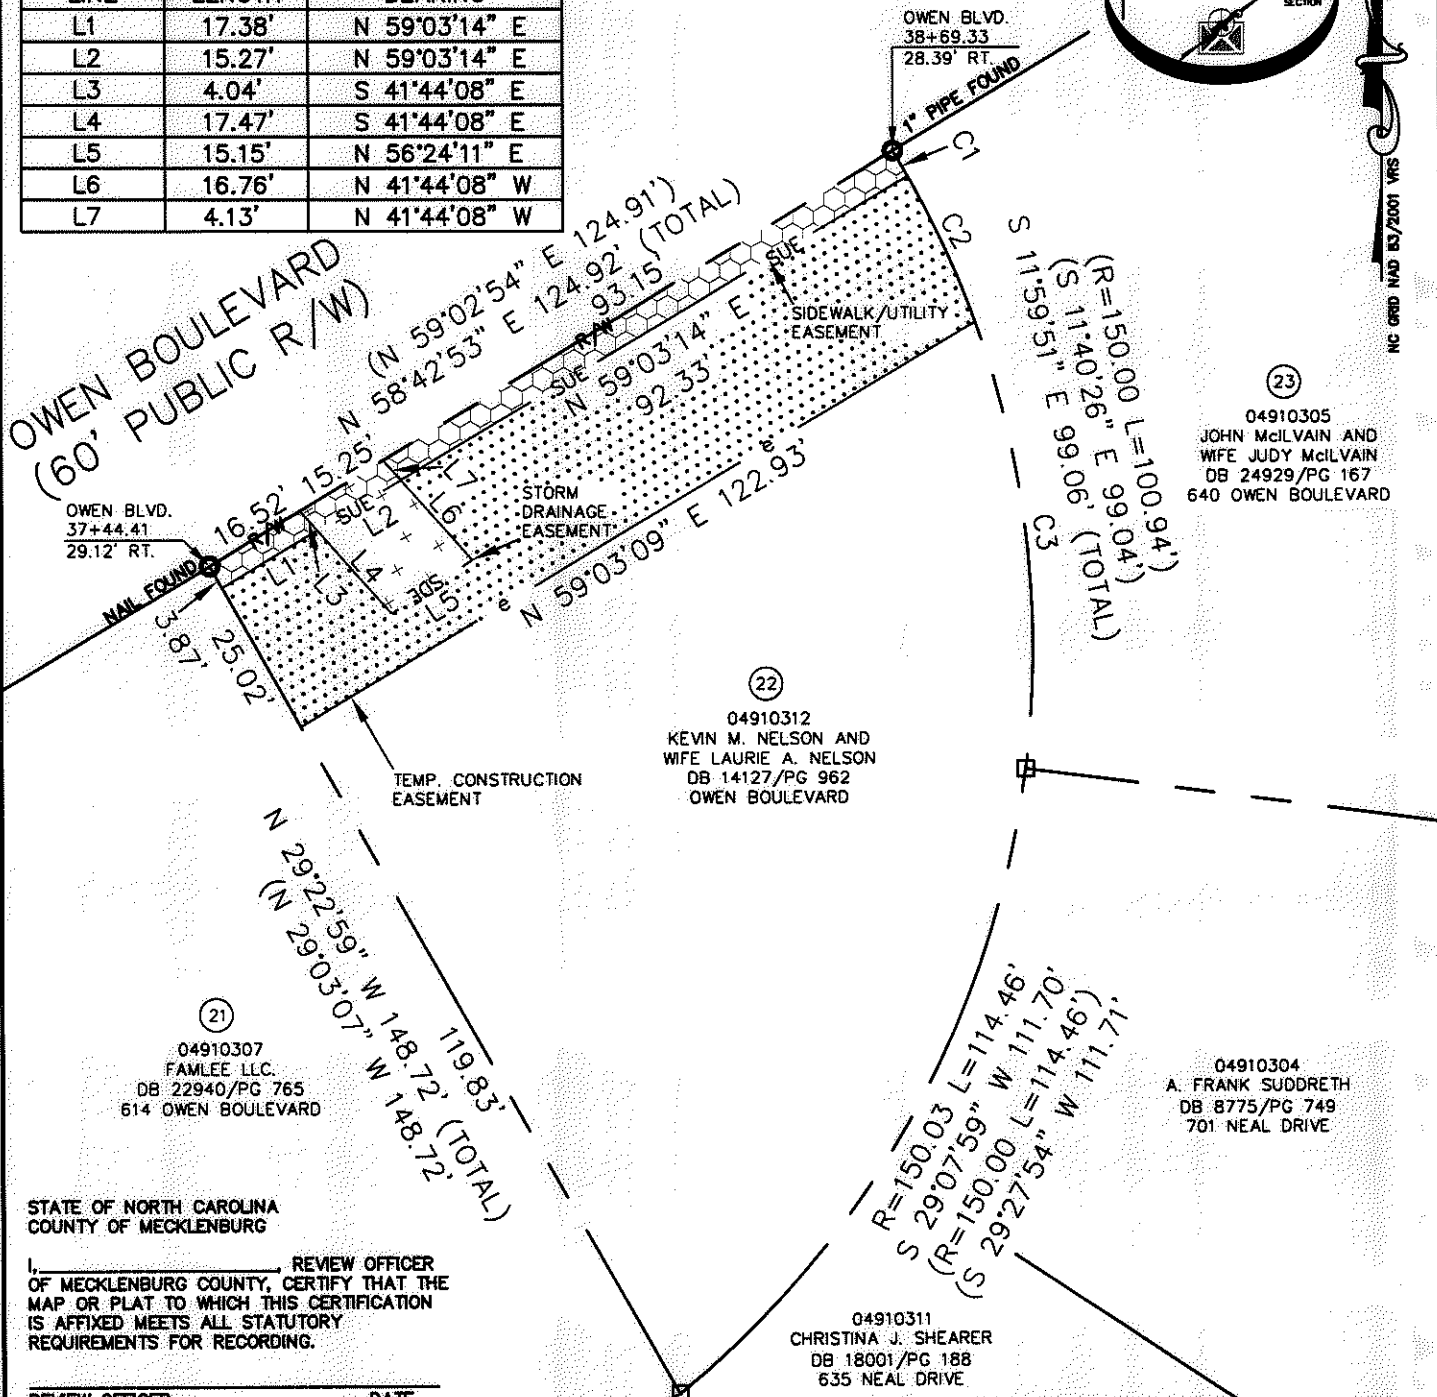 LINE LENGTH BEARING
L1 17.38' N 59°03'14" E
L2 15.27' N 59°03'14" E
L3 4.04' S 41°44'08" E
L4 17.47' S 41°44'08" E
L5 15.15' N 56°24'11" E
L6 16.76' N 41°44'08" W
L7 4.13' N 41°44'08" W
OWEN BLVD.
38+69.33
28.39' RT.
1" PIPE FOUND
SECTION
NC GRID NAD 83/2001 VRS
C1
C2
OWEN BOULEVARD
(60' PUBLIC R/W)
(N 59°02'54" E 124.91')
N 58°42'53" E 124.92' (TOTAL)
93.15'
R/W
SUE
SUE
N 59°03'14" E
92.33'
SIDEWALK/UTILITY
EASEMENT
(R=150.00 L=100.94')
(S 11°40'26" E 99.04')
S 11°59'51" E 99.06' (TOTAL)
C3
23
04910305
JOHN McILVAIN AND
WIFE JUDY McILVAIN
DB 24929/PG 167
640 OWEN BOULEVARD
OWEN BLVD.
37+44.41
29.12' RT.
NAIL FOUND
16.52'
15.25'
R/W
SUE
L1
L2
L3
L4
L5
L6
L7
SDE
STORM
DRAINAGE
EASEMENT
e
e
N 59°03'09" E 122.93'
3.87'
25.02'
TEMP. CONSTRUCTION
EASEMENT
22
04910312
KEVIN M. NELSON AND
WIFE LAURIE A. NELSON
DB 14127/PG 962
OWEN BOULEVARD
119.83'
N 29°22'59" W 148.72' (TOTAL)
(N 29°03'07" W 148.72'
21
04910307
FAMLEE LLC.
DB 22940/PG 765
614 OWEN BOULEVARD
R=150.03 L=114.46'
S 29°07'59" W 111.70'
(R=150.00 L=114.46')
(S 29°27'54" W 111.71'
04910304
A. FRANK SUDDRETH
DB 8775/PG 749
701 NEAL DRIVE
04910311
CHRISTINA J. SHEARER
DB 18001/PG 188
635 NEAL DRIVE
STATE OF NORTH CAROLINA
COUNTY OF MECKLENBURG
I,____________________, REVIEW OFFICER
OF MECKLENBURG COUNTY, CERTIFY THAT THE
MAP OR PLAT TO WHICH THIS CERTIFICATION
IS AFFIXED MEETS ALL STATUTORY
REQUIREMENTS FOR RECORDING.
REVIEW OFFICER DATE